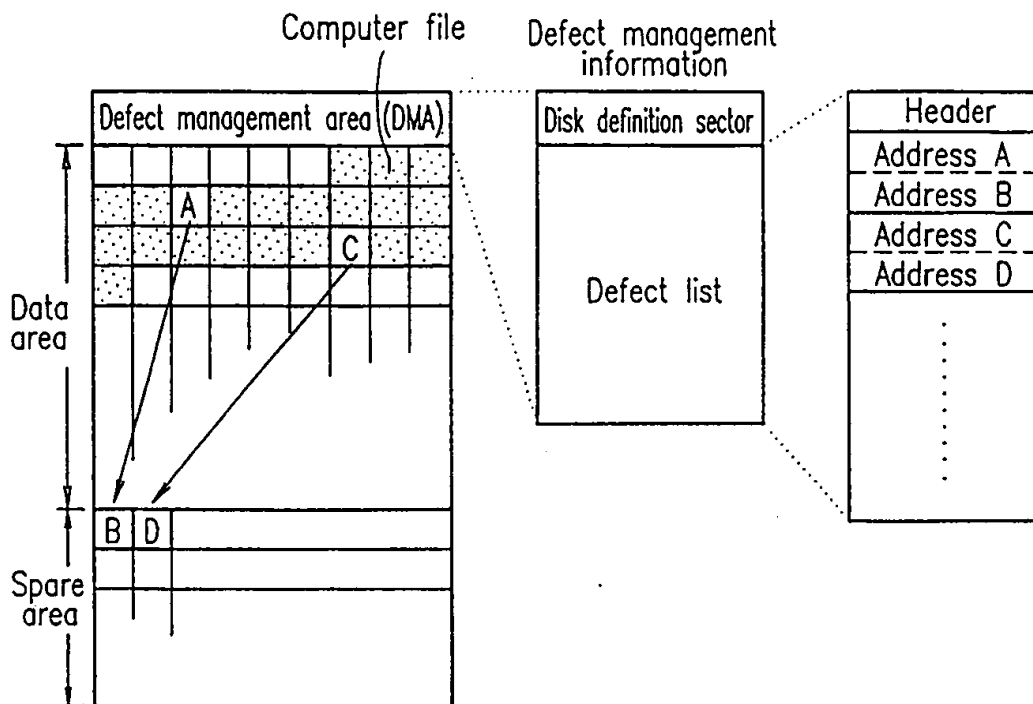 Computer file
Defect management
information
Defect management area (DMA)
Disk definition sector
Header
Address A
Address B
Address C
Address D
A
C
Defect list
Data
area
B
D
Spare
area